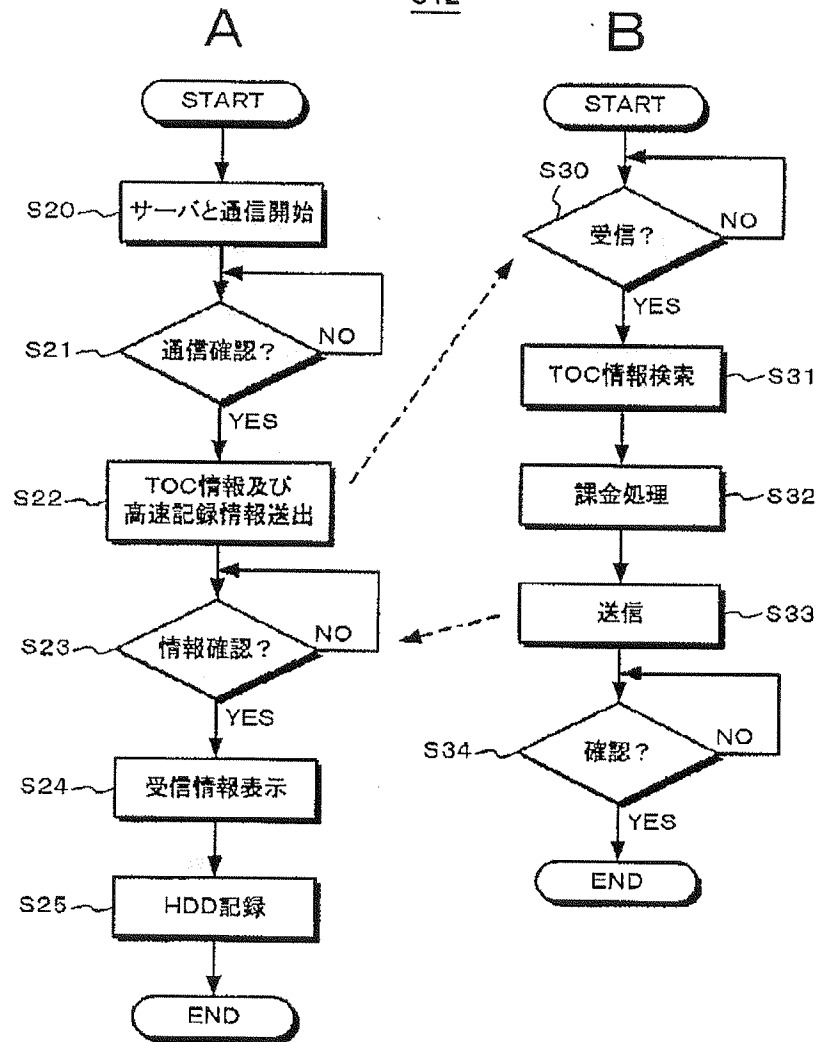 A
START
S20
サーバと通信開始
S21
通信確認?
NO
YES
S22
TOC情報及び
高速記録情報送出
S23
情報確認?
NO
YES
S24
受信情報表示
S25
HDD記録
END
B
START
S30
受信?
NO
YES
TOC情報検索
S31
課金処理
S32
送信
S33
S34
確認?
NO
YES
END